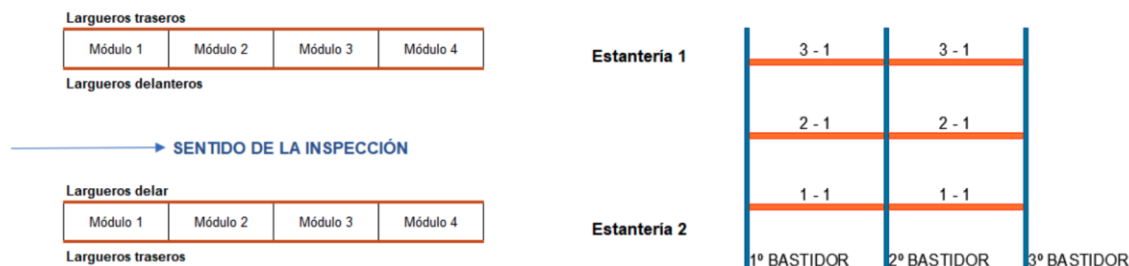 Largueros traseros
Módulo 1 Módulo 2 Módulo 3 Módulo 4
Largueros delanteros
SENTIDO DE LA INSPECCIÓN
Largueros delar
Módulo 1 Módulo 2 Módulo 3 Módulo 4
Largueros traseros
Estantería 1
Estantería 2
3 - 1 3 - 1
2 - 1 2 - 1
1 - 1 1 - 1
1º BASTIDOR 2º BASTIDOR 3º BASTIDOR